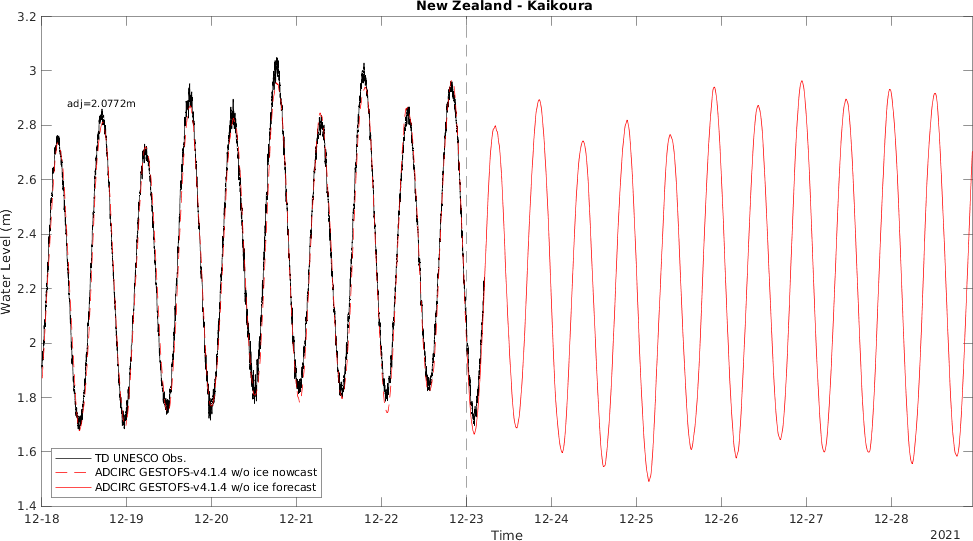 New Zealand - Kaikoura
3.2
3
2.8
2.6
2.4
2.2
2
1.8
1.6
1.4
Water Level (m)
adj=2.0772m
TD UNESCO Obs.
ADCIRC GESTOFS-v4.1.4 w/o ice nowcast
ADCIRC GESTOFS-v4.1.4 w/o ice forecast
12-18 12-19 12-20 12-21 12-22 12-23 12-24 12-25 12-26 12-27 12-28
Time
2021